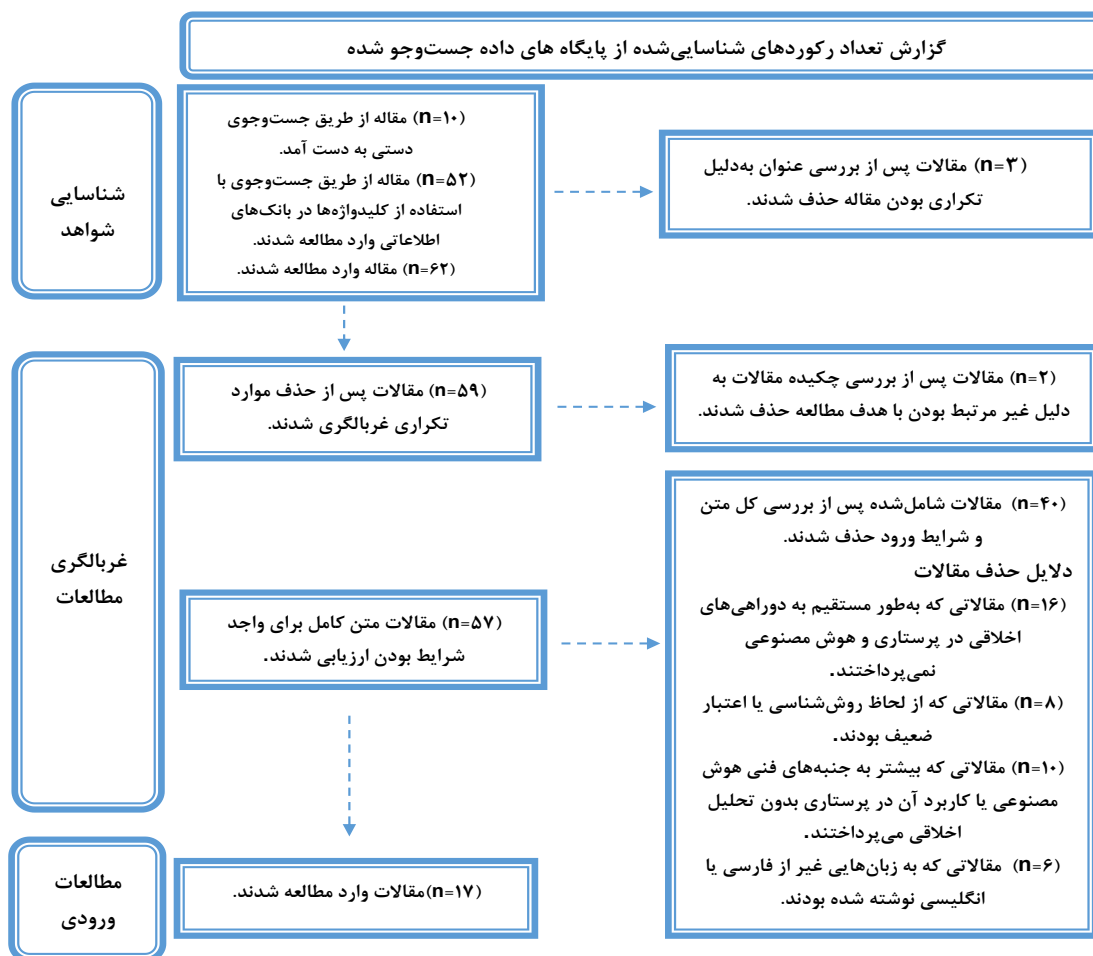 گزارش تعداد رکوردهای شناسایی‌شده از پایگاه های داده جست‌وجو شده
شناسایی
شواهد
(n=۱۰) مقاله از طریق جست‌وجوی
دستی به دست آمد.
(n=۵۲) مقاله از طریق جست‌وجوی با
استفاده از کلیدواژه‌ها در بانک‌های
اطلاعاتی وارد مطالعه شدند.
(n=۶۲) مقاله وارد مطالعه شدند.
(n=۳) مقالات پس از بررسی عنوان به‌دلیل
تکراری بودن مقاله حذف شدند.
غربالگری
مطالعات
(n=۵۹) مقالات پس از حذف موارد
تکراری غربالگری شدند.
(n=۲) مقالات پس از بررسی چکیده مقالات به
دلیل غیر مرتبط بودن با هدف مطالعه حذف شدند.
(n=۵۷) مقالات متن کامل برای واجد
شرایط بودن ارزیابی شدند.
(n=۴۰) مقالات شامل‌شده پس از بررسی کل متن
و شرایط ورود حذف شدند.
دلایل حذف مقالات
(n=۱۶) مقالاتی که به‌طور مستقیم به دوراهی‌های
اخلاقی در پرستاری و هوش مصنوعی
نمی‌پرداختند.
(n=۸) مقالاتی که از لحاظ روش‌شناسی یا اعتبار
ضعیف بودند.
(n=۱۰) مقالاتی که بیشتر به جنبه‌های فنی هوش
مصنوعی یا کاربرد آن در پرستاری بدون تحلیل
اخلاقی می‌پرداختند.
(n=۶) مقالاتی که به زبان‌هایی غیر از فارسی یا
انگلیسی نوشته شده بودند.
مطالعات
ورودی
(n=۱۷)مقالات وارد مطالعه شدند.